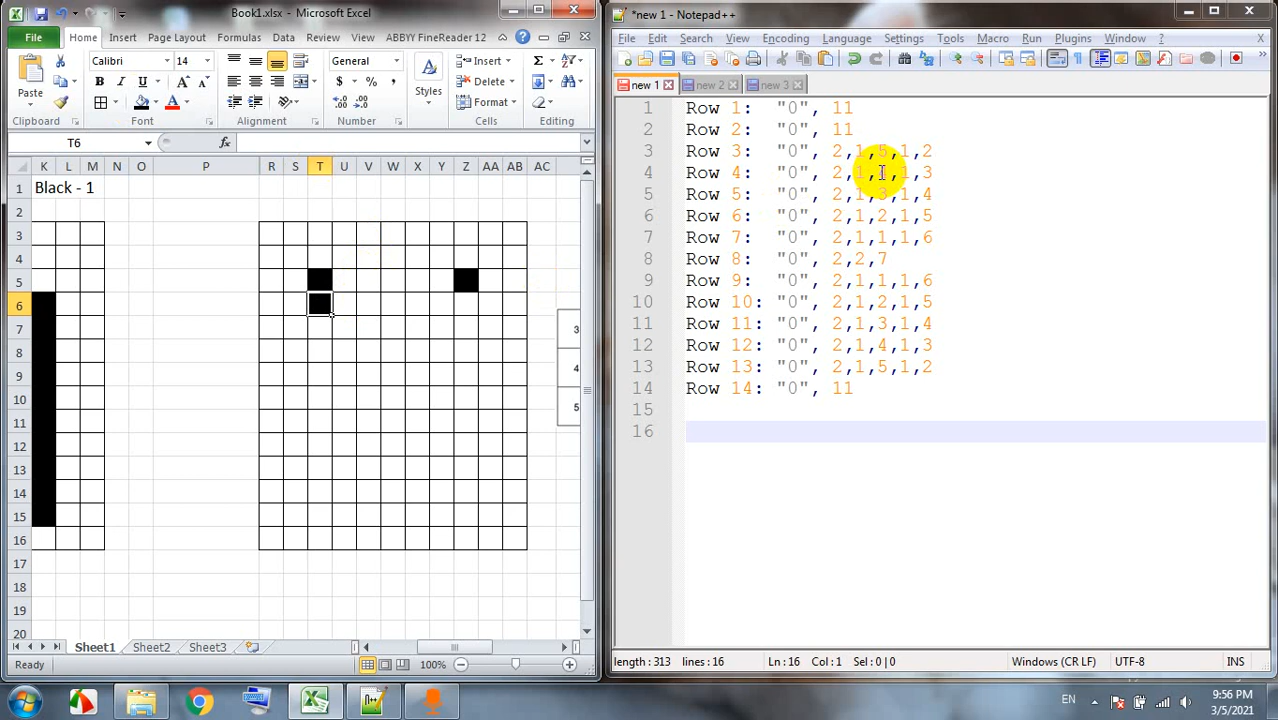 Book1.xlsx - Microsoft Excel
File Home Insert Page Layout Formulas Data Review View ABBYY FineReader 12
Paste
Calibri 14
B I U A A
General
$ % ,
Styles
Insert
Delete
Format
Σ
Clipboard Font Alignment Number Cells Editing
T6 fx
K L M N O P R S T U V W X Y Z AA AB AC
1 Black - 1
2
3
4
5
6
7 3
8 4
9
10 5
11
12
13
14
15
16
17
18
19
20
Sheet1 Sheet2 Sheet3
Ready 100%
*new 1 - Notepad++
File Edit Search View Encoding Language Settings Tools Macro Run Plugins Window ? X
new 1 new 2 new 3
1 Row 1: "0", 11
2 Row 2: "0", 11
3 Row 3: "0", 2,1,5,1,2
4 Row 4: "0", 2,1,4,1,3
5 Row 5: "0", 2,1,3,1,4
6 Row 6: "0", 2,1,2,1,5
7 Row 7: "0", 2,1,1,1,6
8 Row 8: "0", 2,2,7
9 Row 9: "0", 2,1,1,1,6
10 Row 10: "0", 2,1,2,1,5
11 Row 11: "0", 2,1,3,1,4
12 Row 12: "0", 2,1,4,1,3
13 Row 13: "0", 2,1,5,1,2
14 Row 14: "0", 11
15
16
length : 313 lines : 16 Ln : 16 Col : 1 Sel : 0 | 0 Windows (CR LF) UTF-8 INS
EN
9:56 PM
3/5/2021